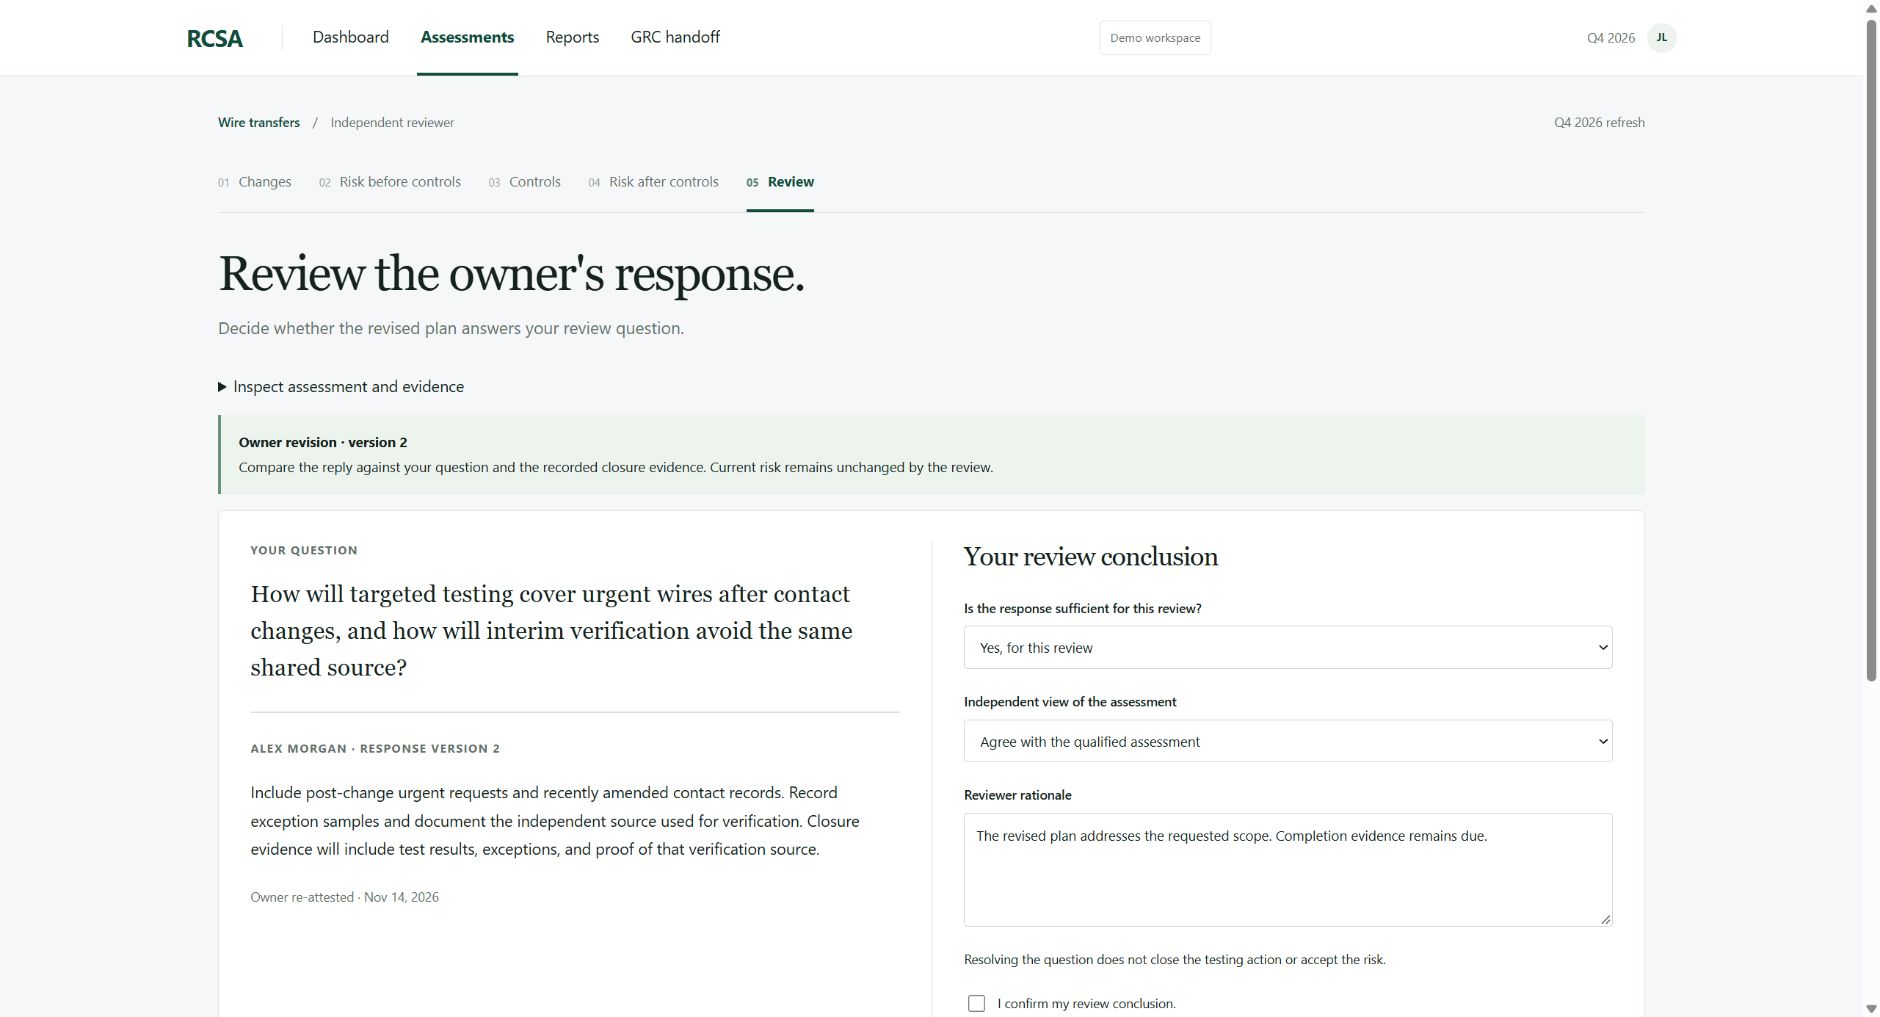 RCSA
Dashboard
Assessments
Reports
GRC handoff
Demo workspace
Q4 2026
JL
Wire transfers / Independent reviewer
Q4 2026 refresh
01 Changes
02 Risk before controls
03 Controls
04 Risk after controls
05 Review
Review the owner's response.
Decide whether the revised plan answers your review question.
Inspect assessment and evidence
Owner revision · version 2
Compare the reply against your question and the recorded closure evidence. Current risk remains unchanged by the review.
YOUR QUESTION
How will targeted testing cover urgent wires after contact
changes, and how will interim verification avoid the same
shared source?
ALEX MORGAN · RESPONSE VERSION 2
Include post-change urgent requests and recently amended contact records. Record
exception samples and document the independent source used for verification. Closure
evidence will include test results, exceptions, and proof of that verification source.
Owner re-attested · Nov 14, 2026
Your review conclusion
Is the response sufficient for this review?
Yes, for this review
Independent view of the assessment
Agree with the qualified assessment
Reviewer rationale
The revised plan addresses the requested scope. Completion evidence remains due.
Resolving the question does not close the testing action or accept the risk.
I confirm my review conclusion.